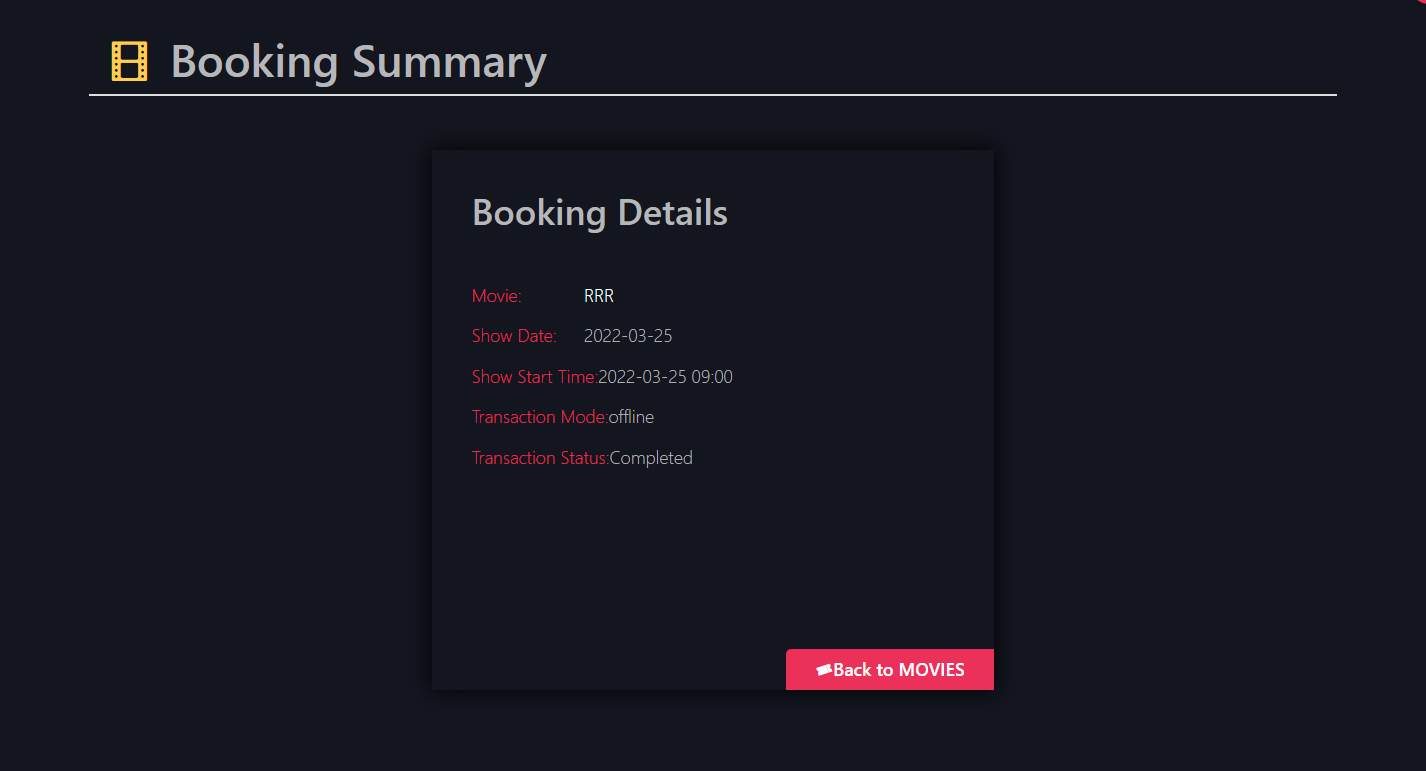 Booking Summary
Booking Details
Movie: RRR
Show Date: 2022-03-25
Show Start Time:2022-03-25 09:00
Transaction Mode:offline
Transaction Status:Completed
Back to MOVIES